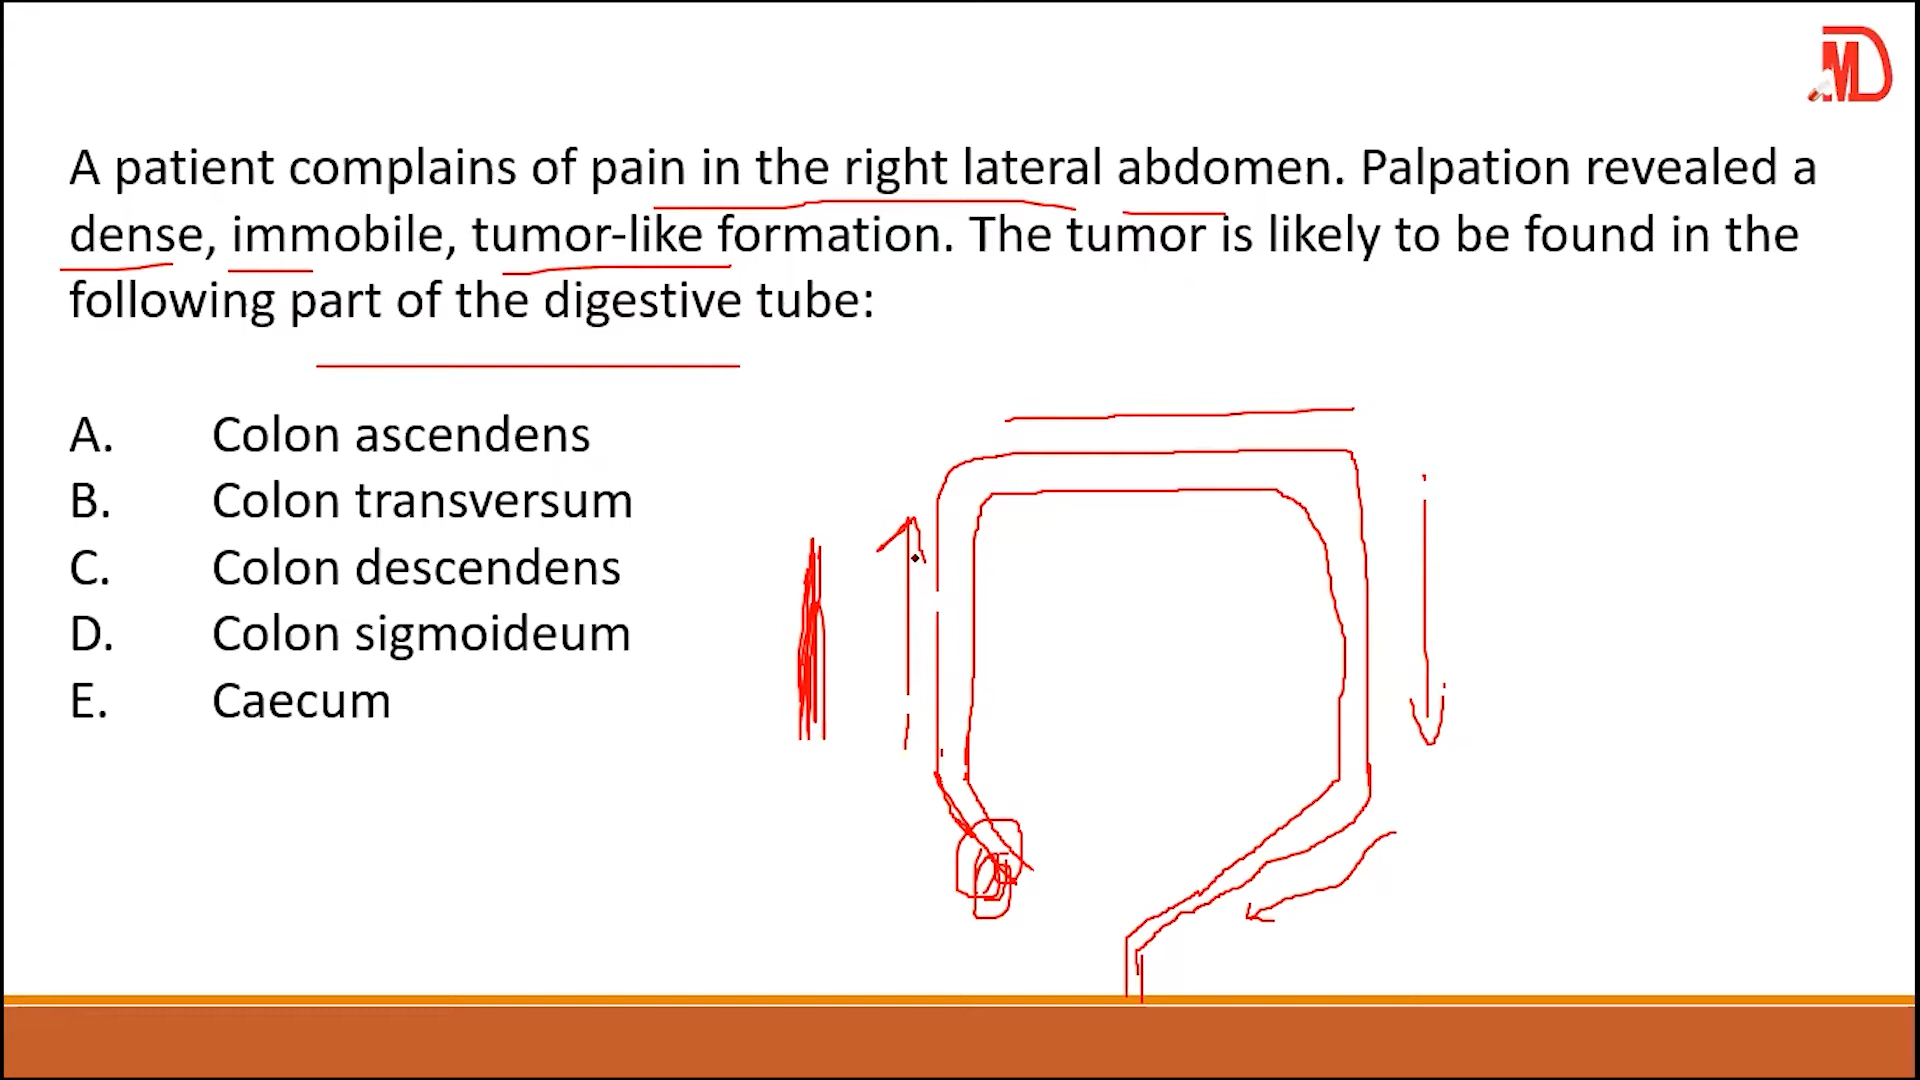 MD
A patient complains of pain in the right lateral abdomen. Palpation revealed a
dense, immobile, tumor-like formation. The tumor is likely to be found in the
following part of the digestive tube:
A. Colon ascendens
B. Colon transversum
C. Colon descendens
D. Colon sigmoideum
E. Caecum